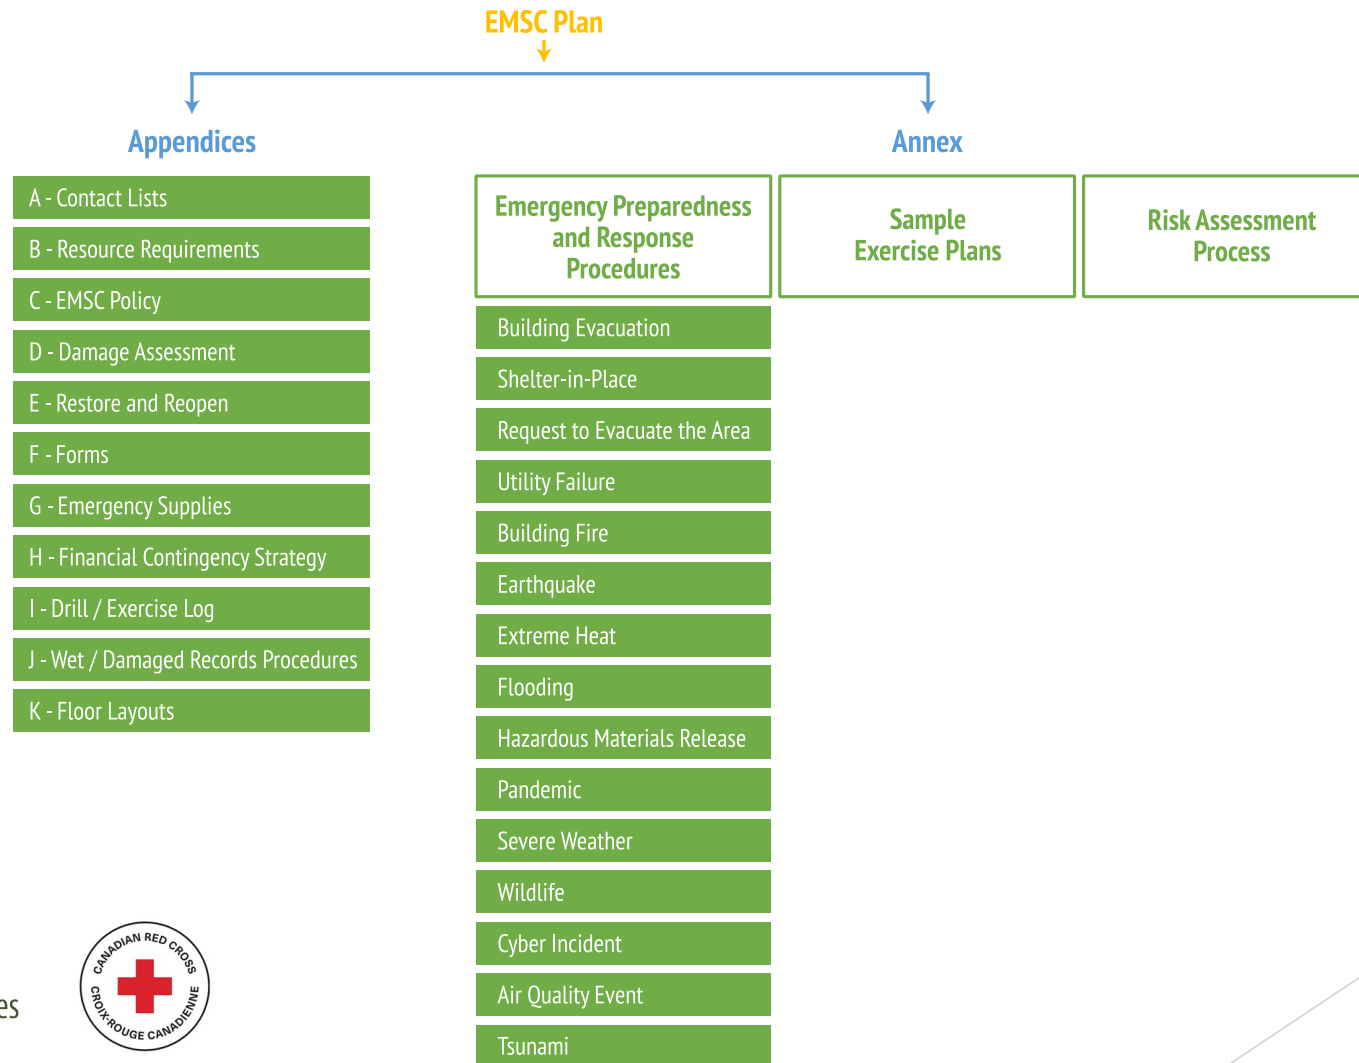 EMSC Plan
Appendices
A - Contact Lists
B - Resource Requirements
C - EMSC Policy
D - Damage Assessment
E - Restore and Reopen
F - Forms
G - Emergency Supplies
H - Financial Contingency Strategy
I - Drill / Exercise Log
J - Wet / Damaged Records Procedures
K - Floor Layouts
Annex
Emergency Preparedness
and Response
Procedures
Building Evacuation
Shelter-in-Place
Request to Evacuate the Area
Utility Failure
Building Fire
Earthquake
Extreme Heat
Flooding
Hazardous Materials Release
Pandemic
Severe Weather
Wildlife
Cyber Incident
Air Quality Event
Tsunami
Sample
Exercise Plans
Risk Assessment
Process
es
CANADIAN RED CROSS
CROIX-ROUGE CANADIENNE